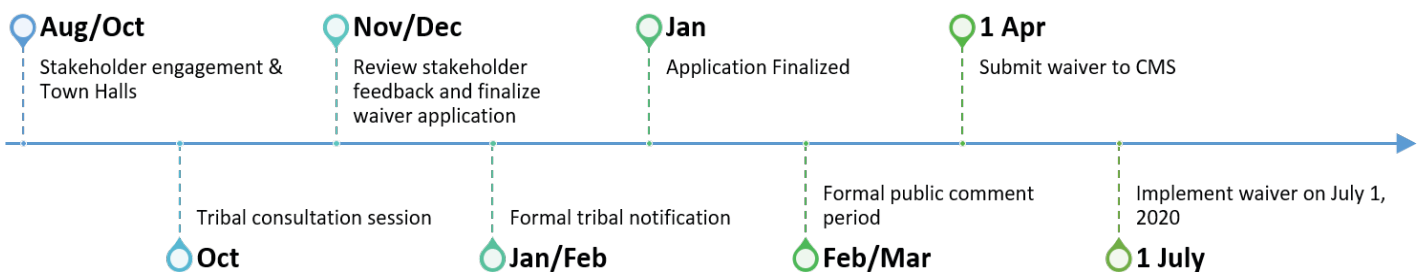 Aug/Oct
Stakeholder engagement &
Town Halls
Nov/Dec
Review stakeholder
feedback and finalize
waiver application
Jan
Application Finalized
1 Apr
Submit waiver to CMS
Tribal consultation session
Oct
Formal tribal notification
Jan/Feb
Formal public comment
period
Feb/Mar
Implement waiver on July 1,
2020
1 July